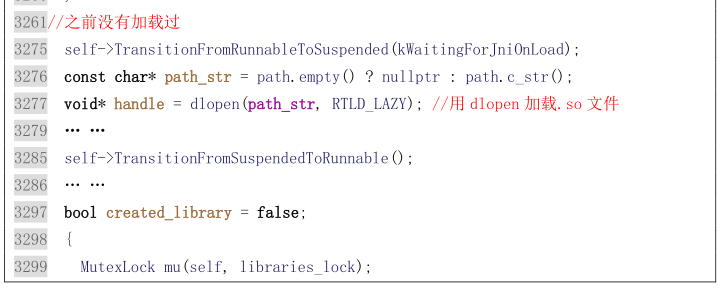 3261//之前没有加载过
3275  self->TransitionFromRunnableToSuspended(kWaitingForJniOnLoad);
3276  const char* path_str = path.empty() ? nullptr : path.c_str();
3277  void* handle = dlopen(path_str, RTLD_LAZY); //用 dlopen 加载.so 文件
3279  … …
3285  self->TransitionFromSuspendedToRunnable();
3286  … …
3297  bool created_library = false;
3298  {
3299    MutexLock mu(self, libraries_lock);